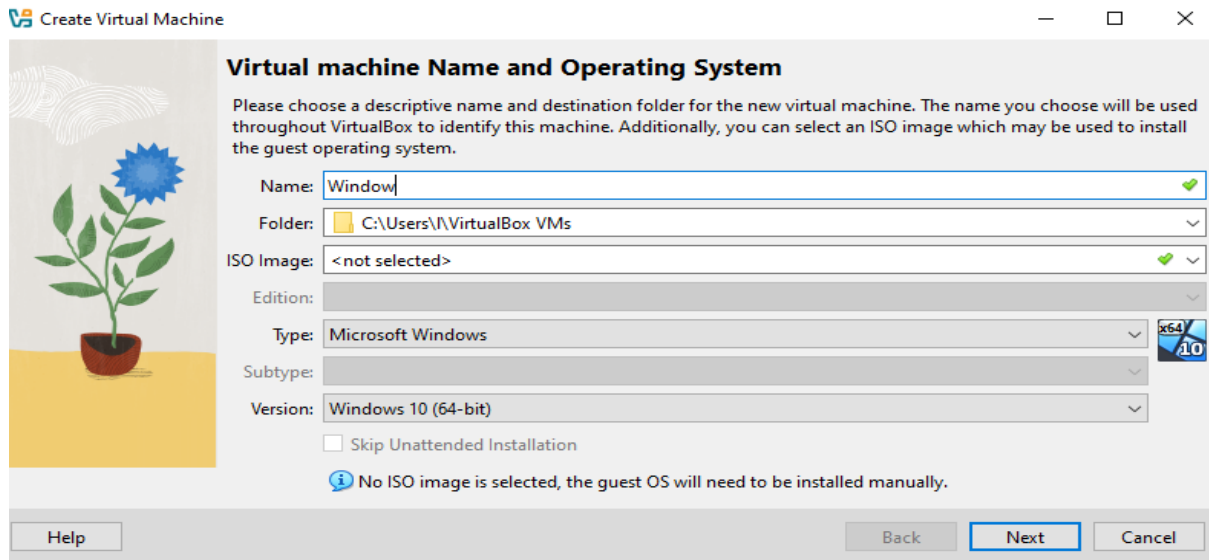 Create Virtual Machine
Virtual machine Name and Operating System
Please choose a descriptive name and destination folder for the new virtual machine. The name you choose will be used
throughout VirtualBox to identify this machine. Additionally, you can select an ISO image which may be used to install
the guest operating system.
Name: Window
Folder: C:\Users\I\VirtualBox VMs
ISO Image: <not selected>
Edition:
Type: Microsoft Windows
x64
10
Subtype:
Version: Windows 10 (64-bit)
Skip Unattended Installation
No ISO image is selected, the guest OS will need to be installed manually.
Help Back Next Cancel